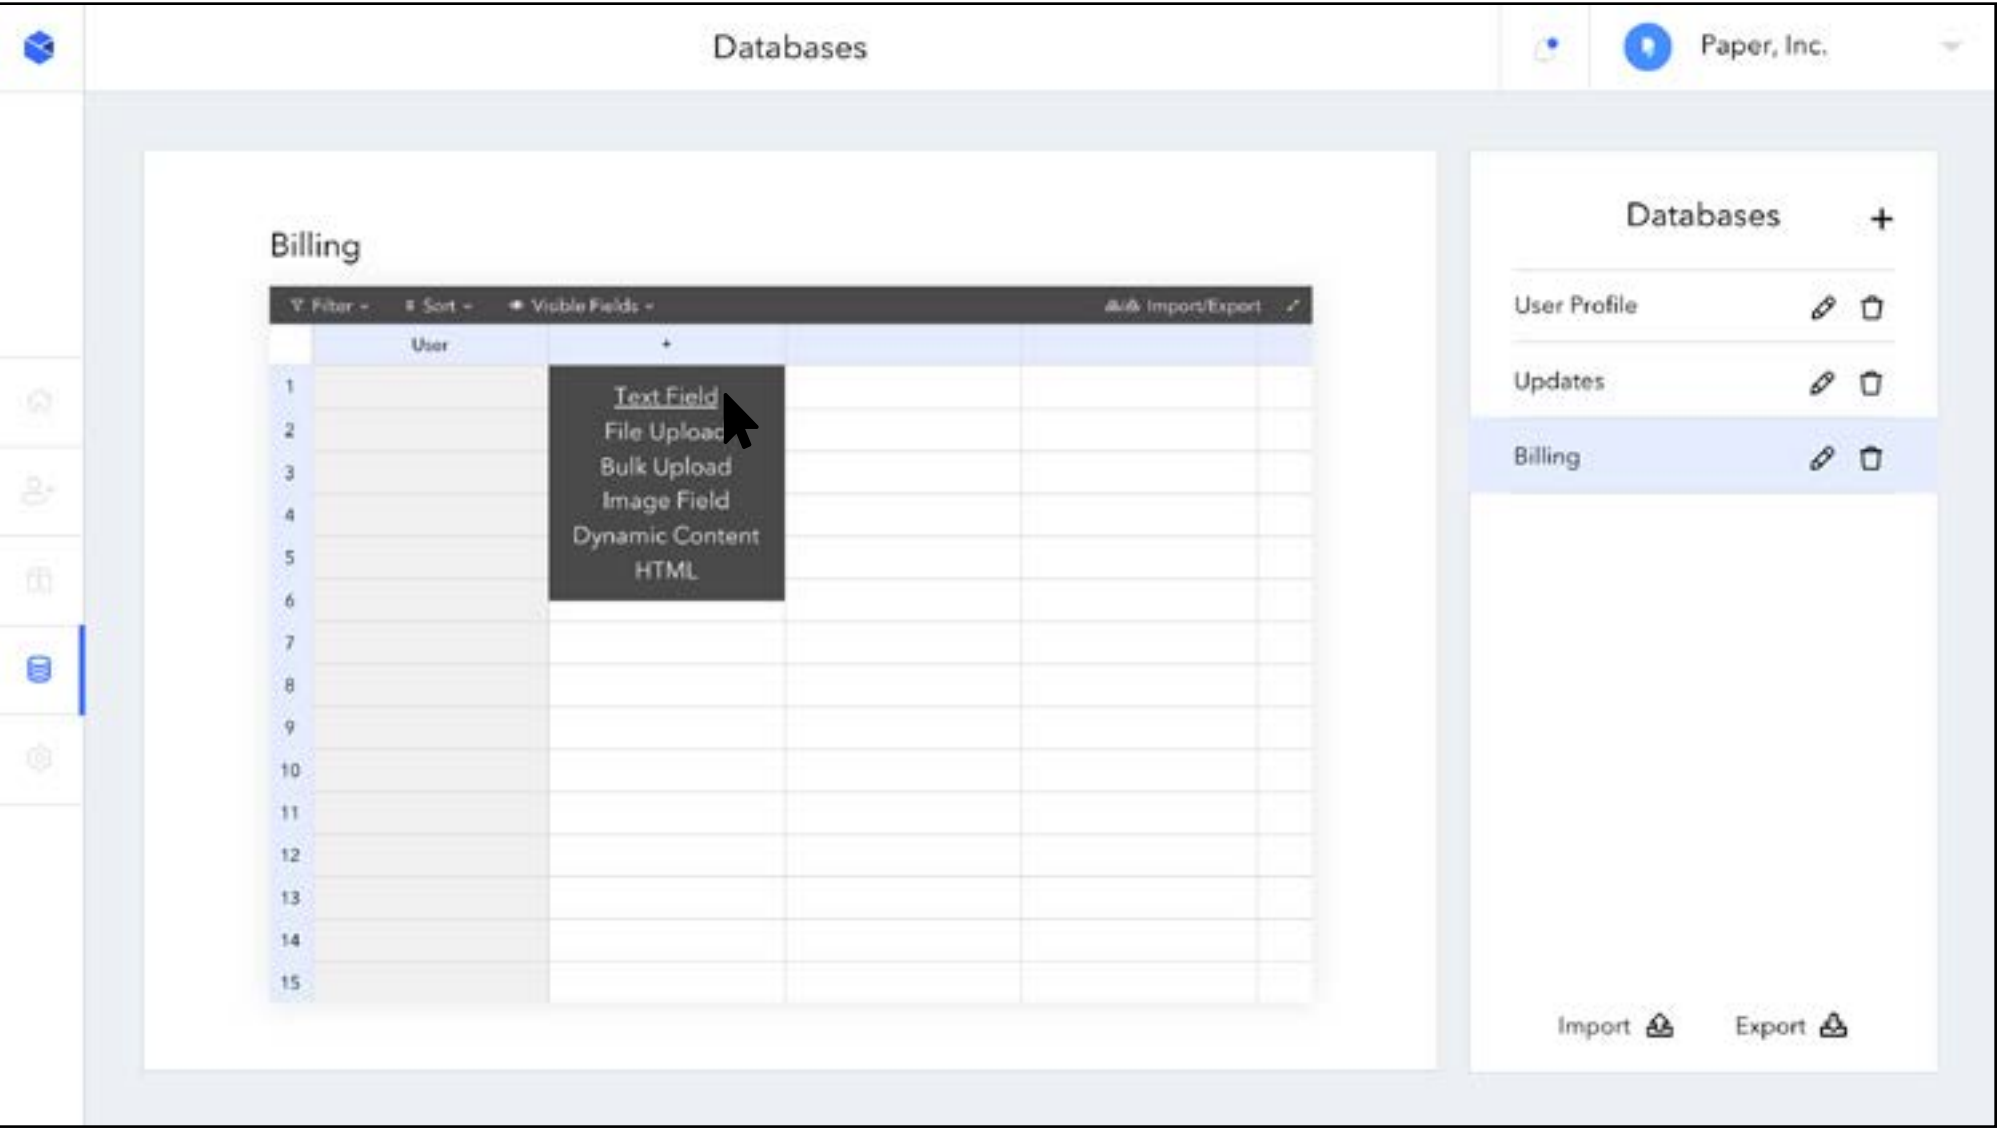 Databases
Paper, Inc.
Billing
Filter
Sort
Visible Fields
Import/Export
User
+
1
2
3
4
5
6
7
8
9
10
11
12
13
14
15
Text Field
File Upload
Bulk Upload
Image Field
Dynamic Content
HTML
Databases +
User Profile
Updates
Billing
Import
Export